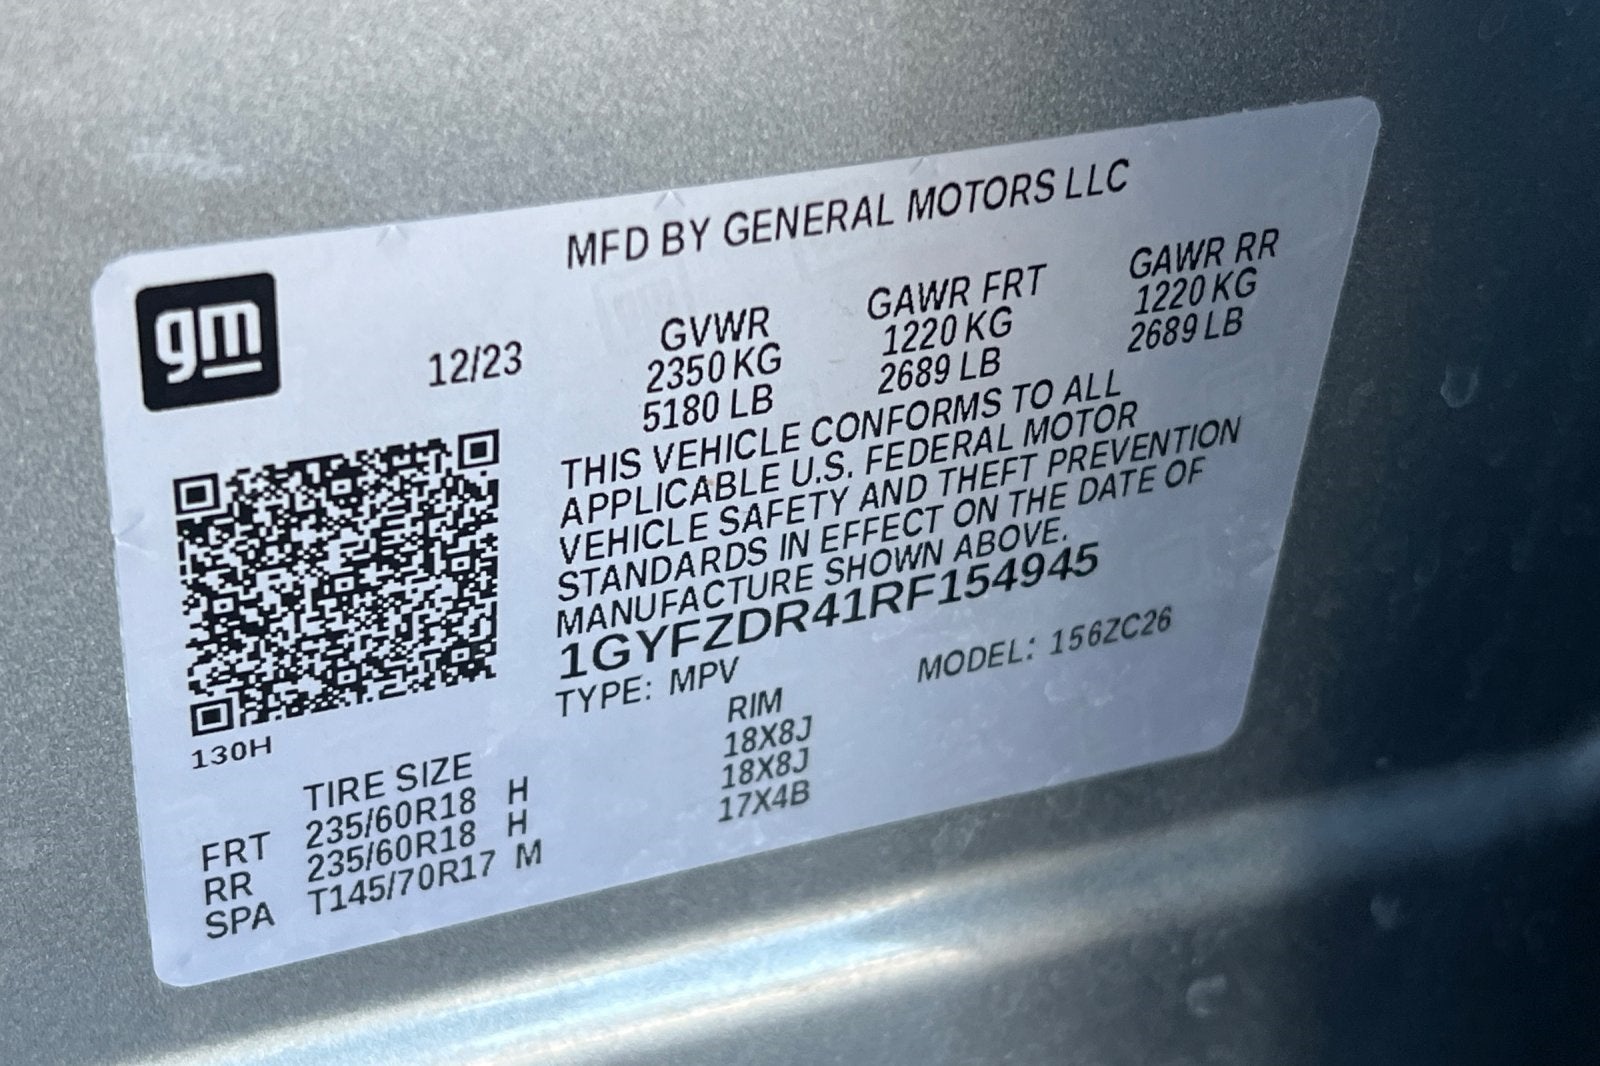 MFD BY GENERAL MOTORS LLC
gm
12/23
GVWR GAWR FRT GAWR RR
2350 KG 1220 KG 1220 KG
5180 LB 2689 LB 2689 LB
THIS VEHICLE CONFORMS TO ALL
APPLICABLE U.S. FEDERAL MOTOR
VEHICLE SAFETY AND THEFT PREVENTION
STANDARDS IN EFFECT ON THE DATE OF
MANUFACTURE SHOWN ABOVE.
1GYFZDR41RF154945
TYPE: MPV MODEL: 156ZC26
130H
TIRE SIZE RIM
FRT 235/60R18 H 18X8J
RR 235/60R18 H 18X8J
SPA T145/70R17 M 17X4B